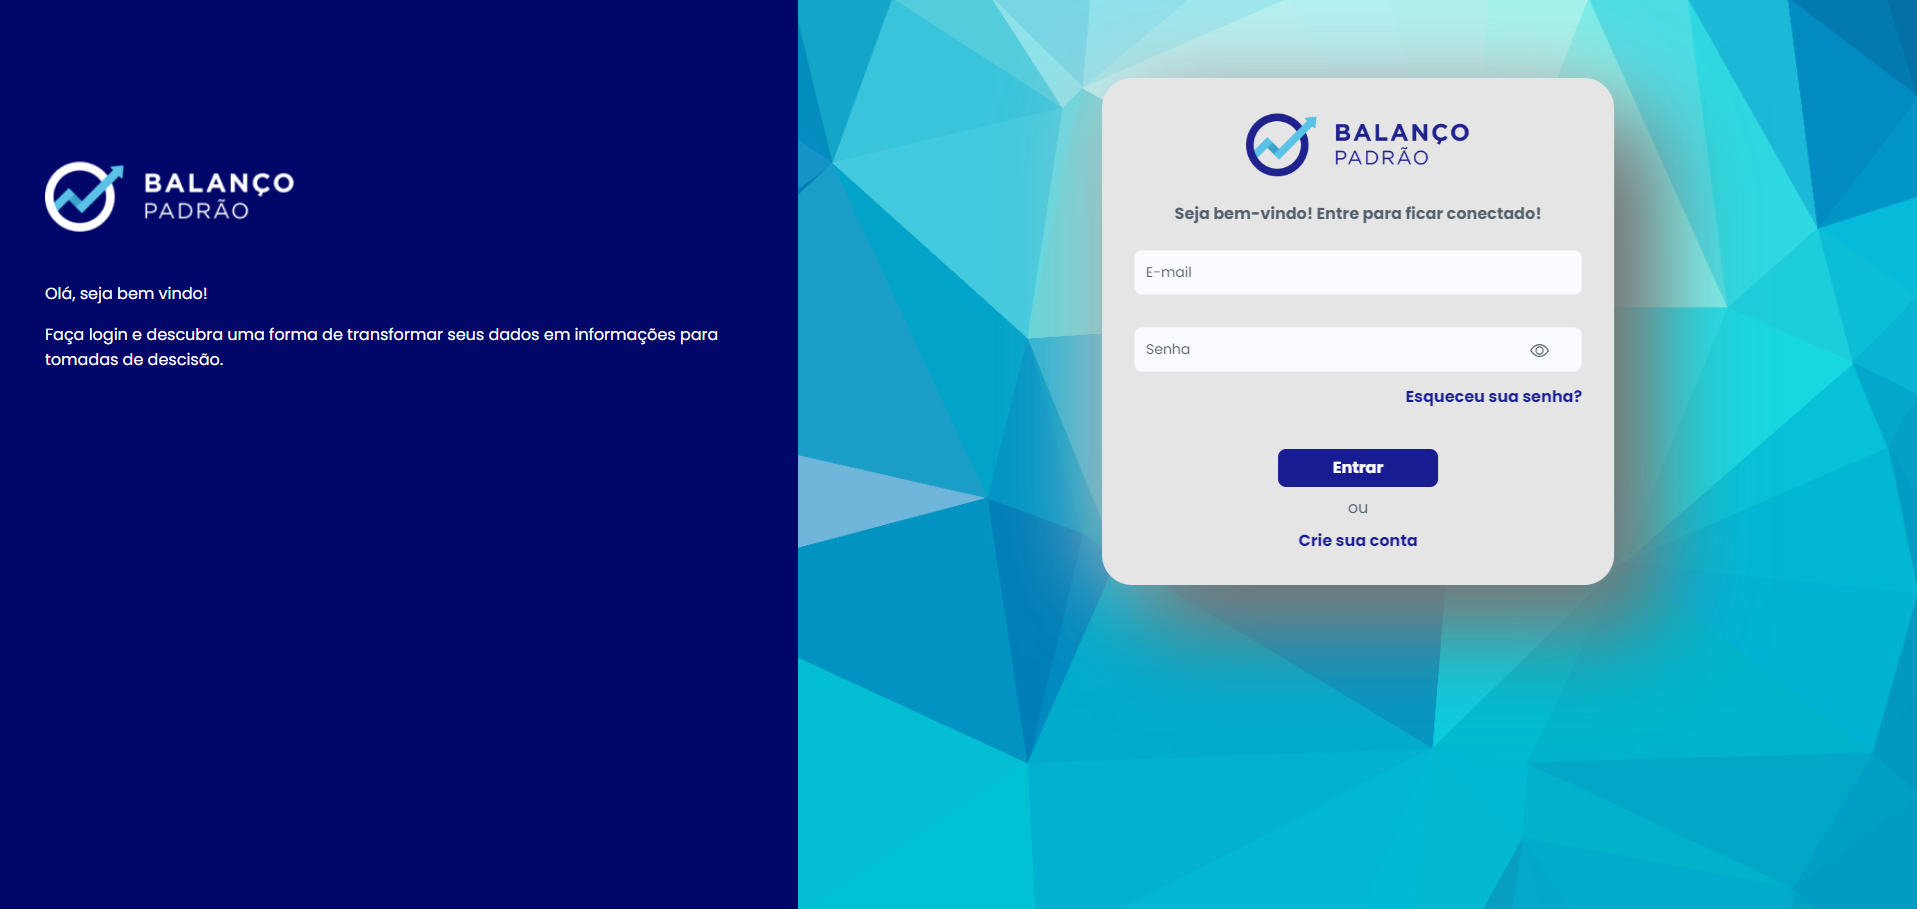 BALANÇO
PADRÃO
Olá, seja bem vindo!
Faça login e descubra uma forma de transformar seus dados em informações para
tomadas de descisão.
BALANÇO
PADRÃO
Seja bem-vindo! Entre para ficar conectado!
E-mail
Senha
Esqueceu sua senha?
Entrar
ou
Crie sua conta